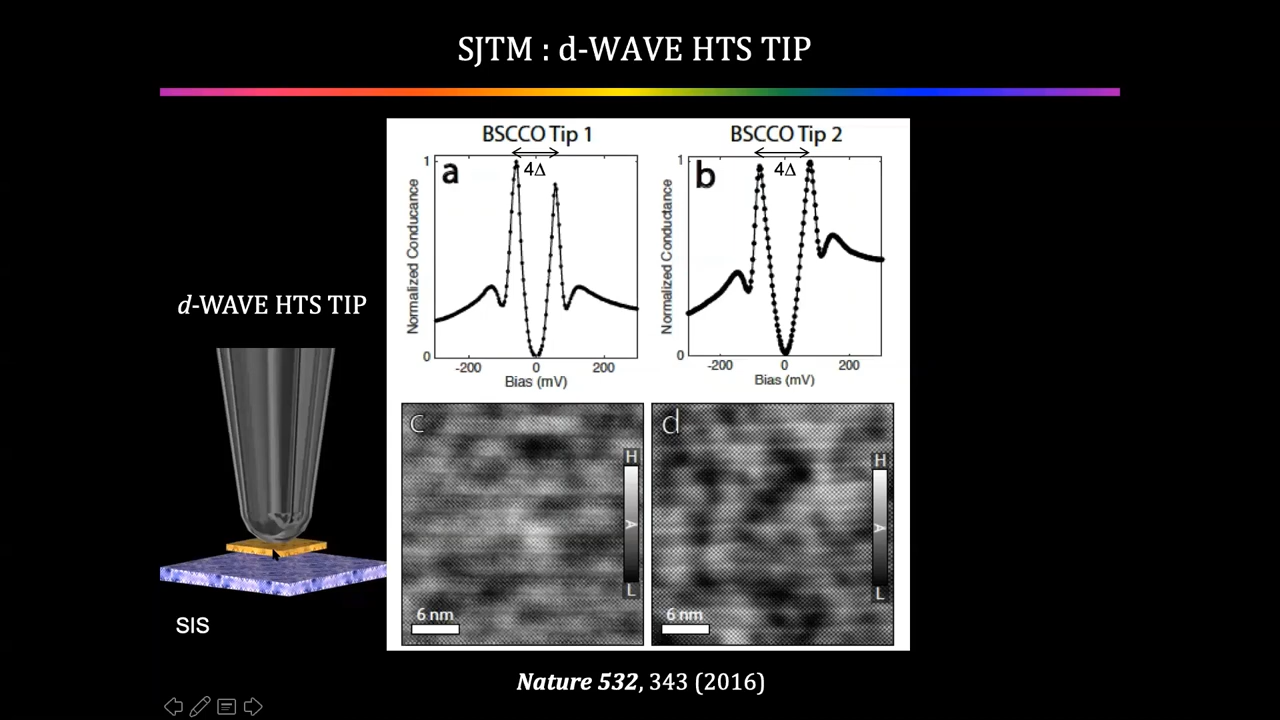 SJTM : d-WAVE HTS TIP
d-WAVE HTS TIP
SIS
BSCCO Tip 1
4Δ
a
1
0
Normalized Conducance
-200
0
200
Bias (mV)
BSCCO Tip 2
4Δ
b
1
0
Normalized Conductance
-200
0
200
Bias (mV)
c
H
A
L
6 nm
d
H
A
L
6 nm
Nature 532, 343 (2016)